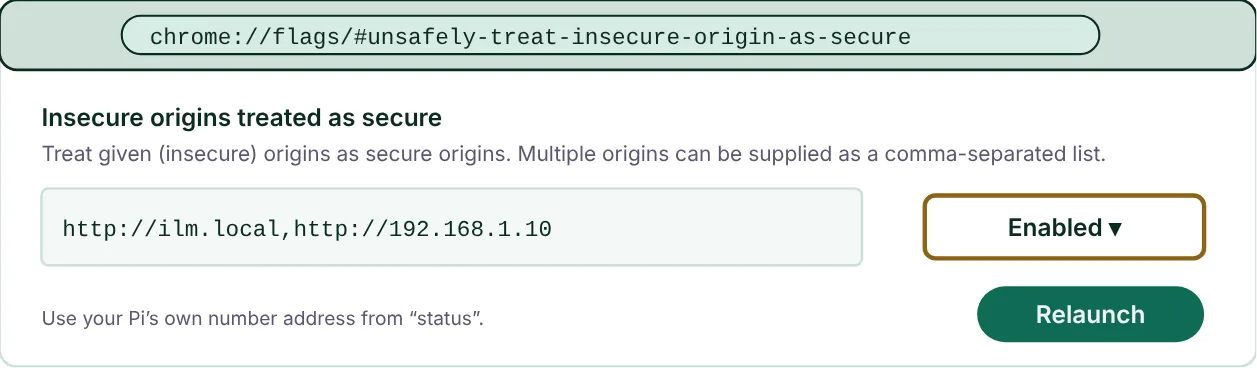 chrome://flags/#unsafely-treat-insecure-origin-as-secure
Insecure origins treated as secure
Treat given (insecure) origins as secure origins. Multiple origins can be supplied as a comma-separated list.
http://ilm.local,http://192.168.1.10
Enabled ▾
Use your Pi’s own number address from “status”.
Relaunch